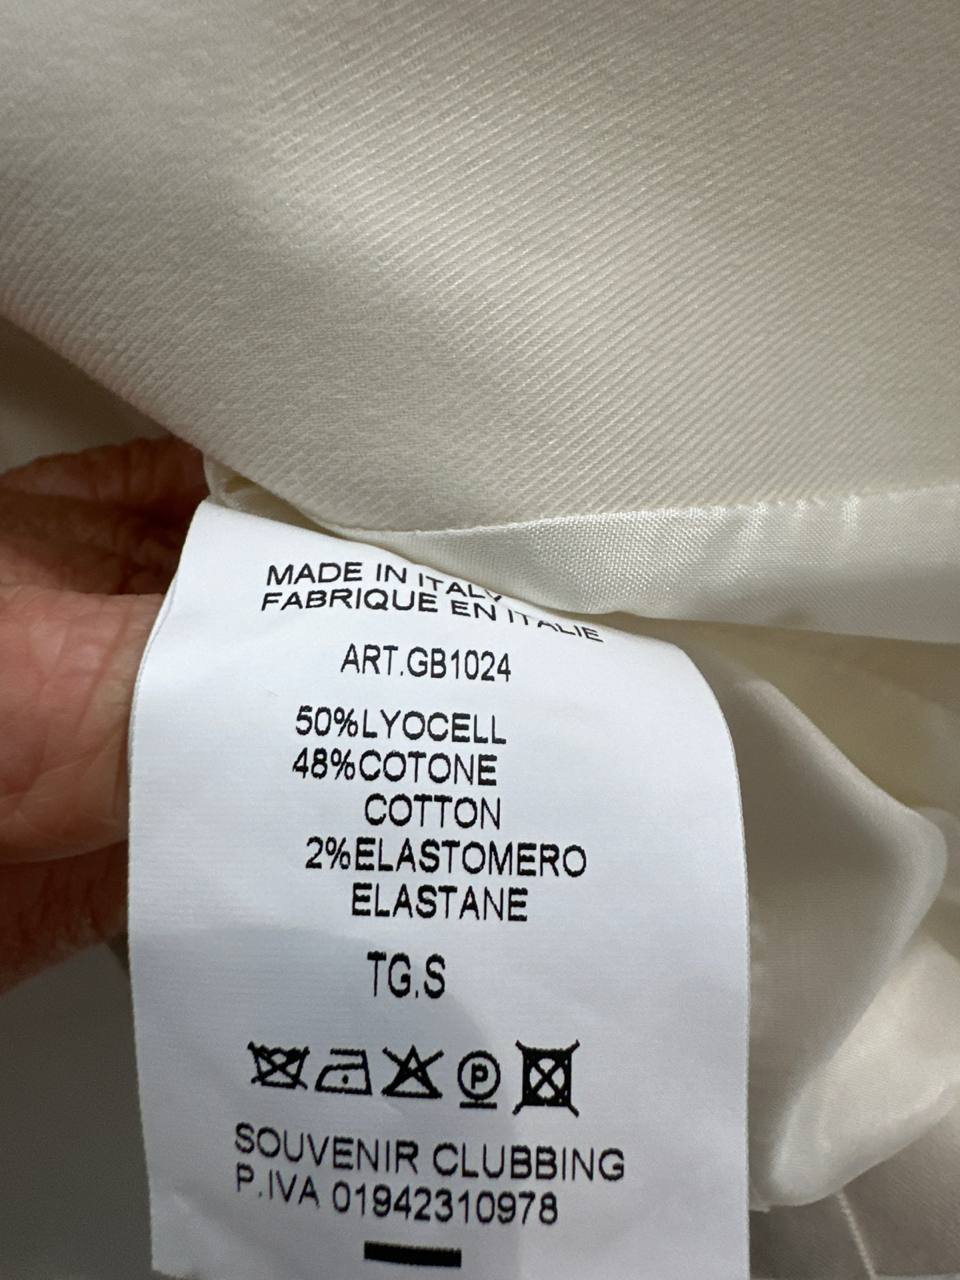 MADE IN ITALY
FABRIQUE EN ITALIE
ART.GB1024
50%LYOCELL
48%COTONE
COTTON
2%ELASTOMERO
ELASTANE
TG.S
P
SOUVENIR CLUBBING
P.IVA 01942310978